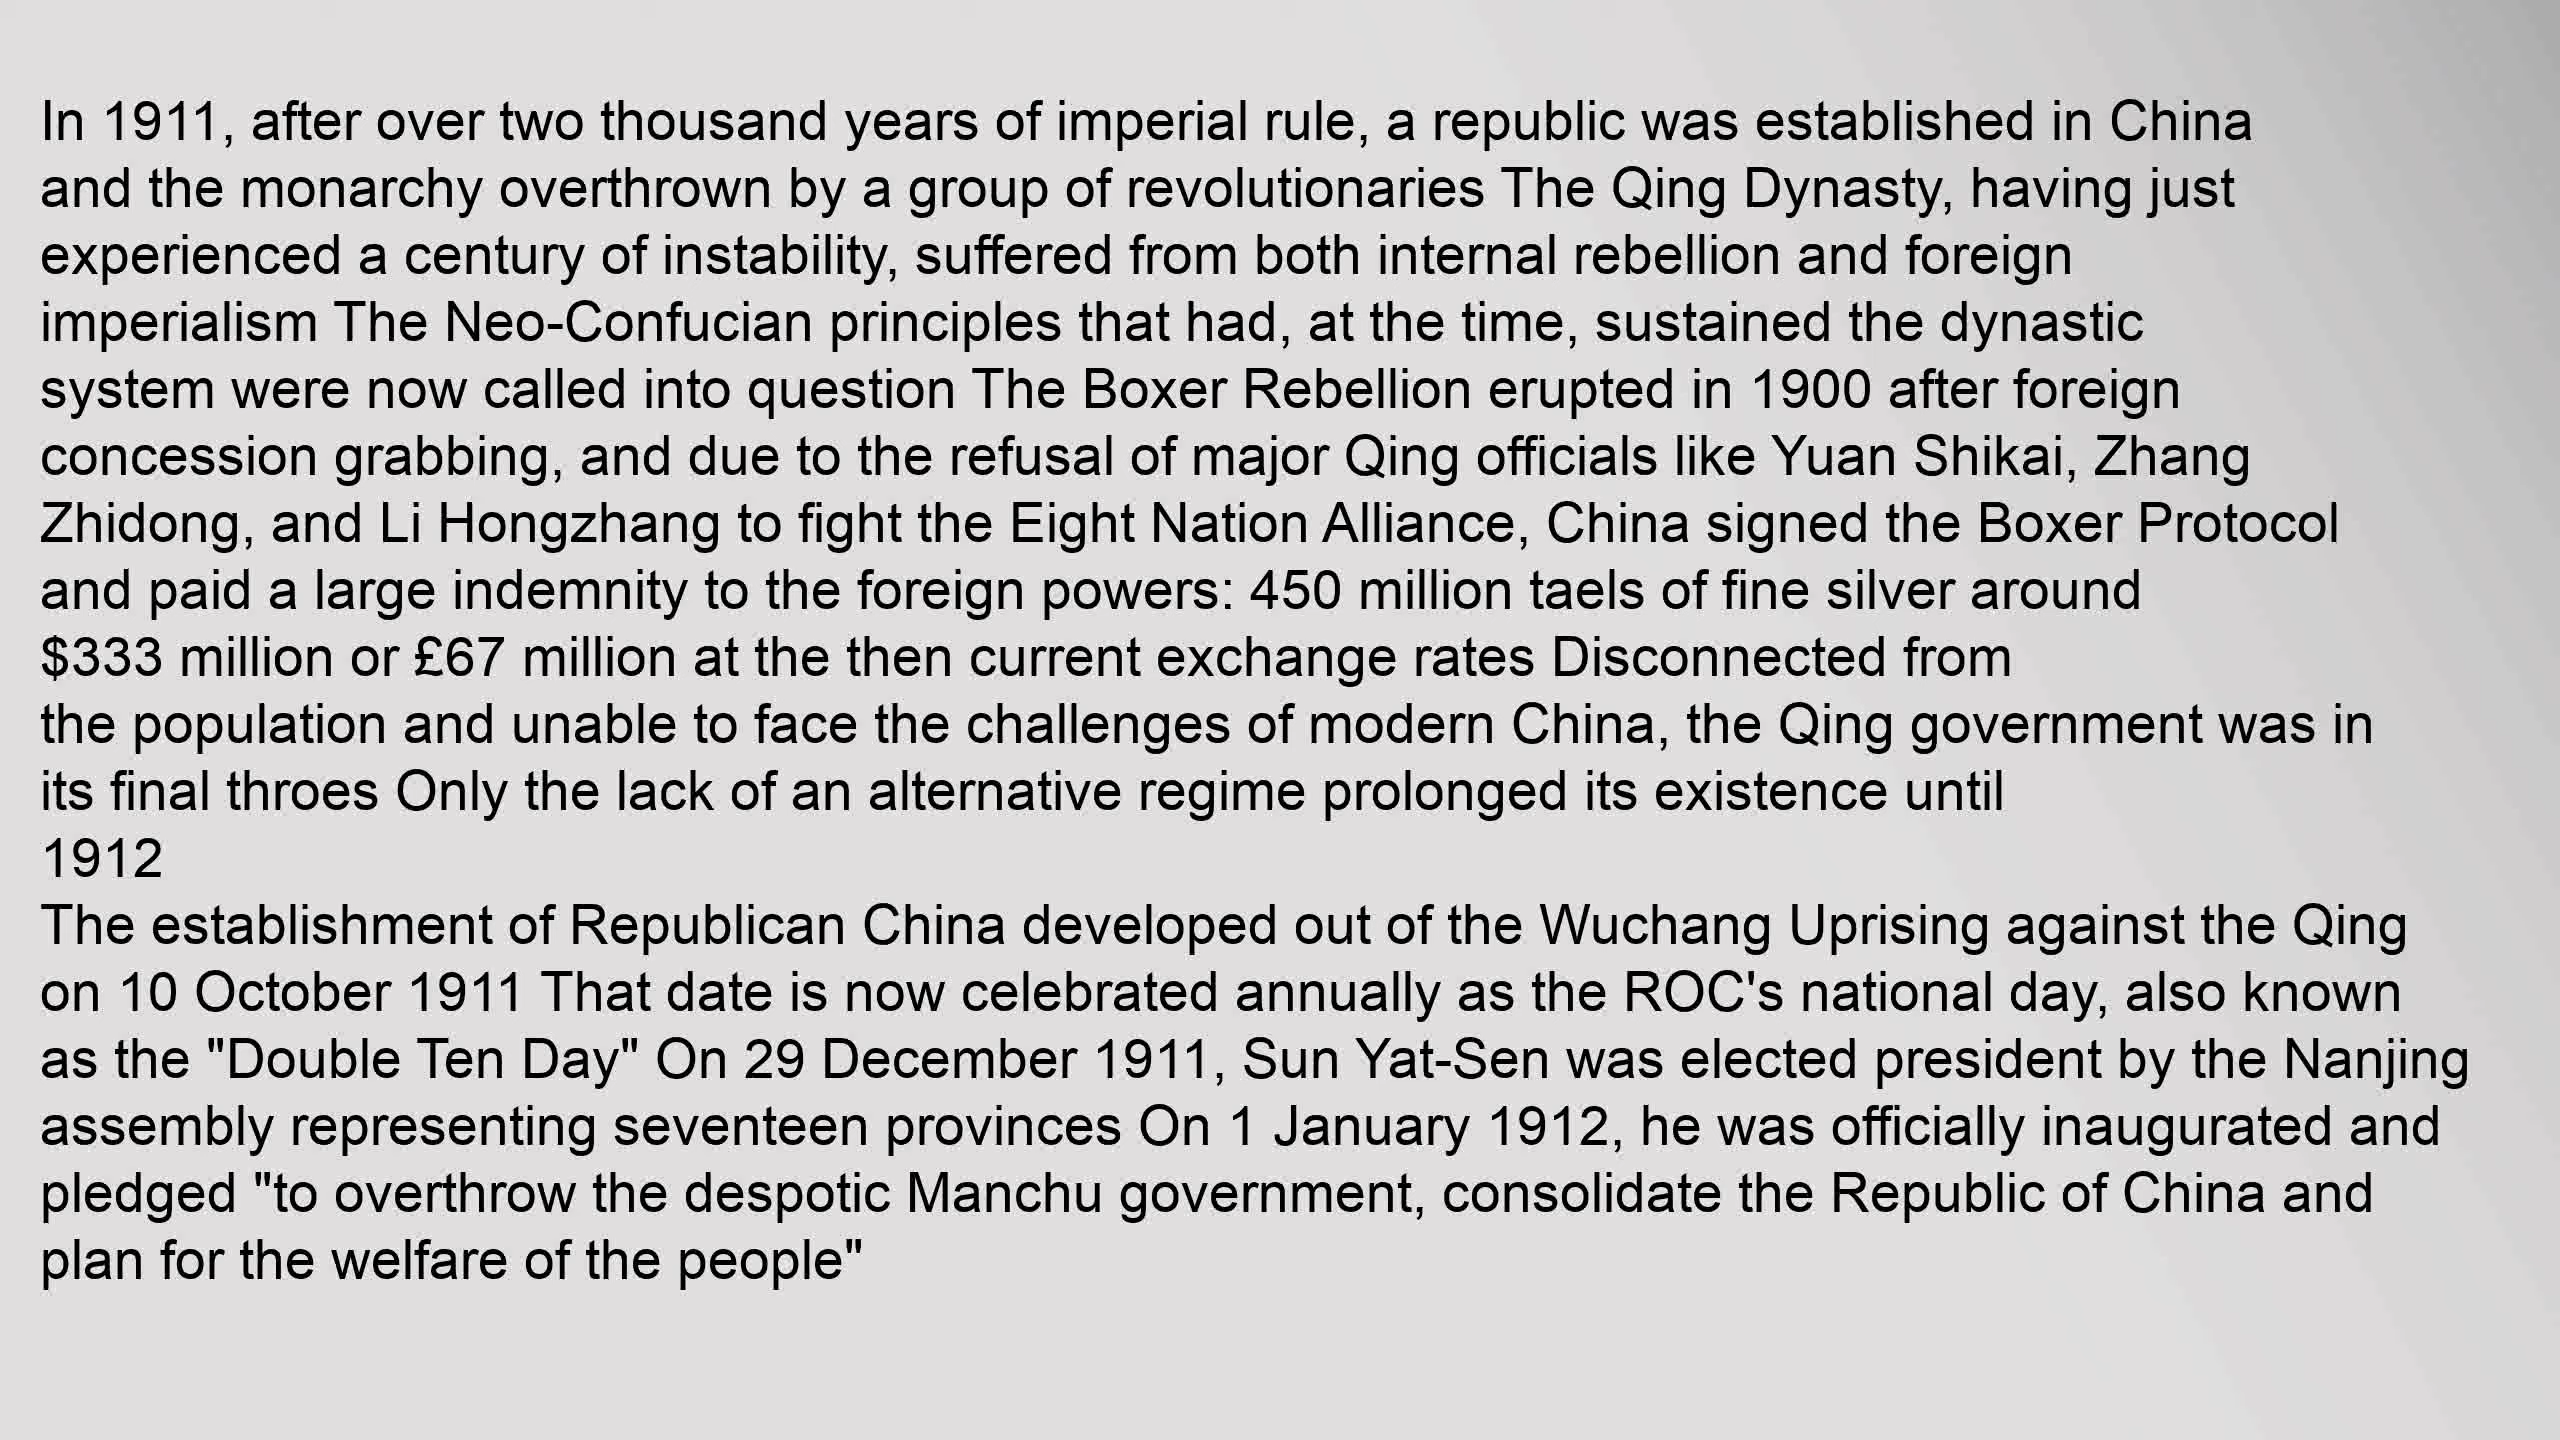 In 1911, after over two thousand years of imperial rule, a republic was established in China
and the monarchy overthrown by a group of revolutionaries The Qing Dynasty, having just
experienced a century of instability, suffered from both internal rebellion and foreign
imperialism The Neo-Confucian principles that had, at the time, sustained the dynastic
system were now called into question The Boxer Rebellion erupted in 1900 after foreign
concession grabbing, and due to the refusal of major Qing officials like Yuan Shikai, Zhang
Zhidong, and Li Hongzhang to fight the Eight Nation Alliance, China signed the Boxer Protocol
and paid a large indemnity to the foreign powers: 450 million taels of fine silver around
$333 million or £67 million at the then current exchange rates Disconnected from
the population and unable to face the challenges of modern China, the Qing government was in
its final throes Only the lack of an alternative regime prolonged its existence until
1912
The establishment of Republican China developed out of the Wuchang Uprising against the Qing
on 10 October 1911 That date is now celebrated annually as the ROC's national day, also known
as the "Double Ten Day" On 29 December 1911, Sun Yat-Sen was elected president by the Nanjing
assembly representing seventeen provinces On 1 January 1912, he was officially inaugurated and
pledged "to overthrow the despotic Manchu government, consolidate the Republic of China and
plan for the welfare of the people"